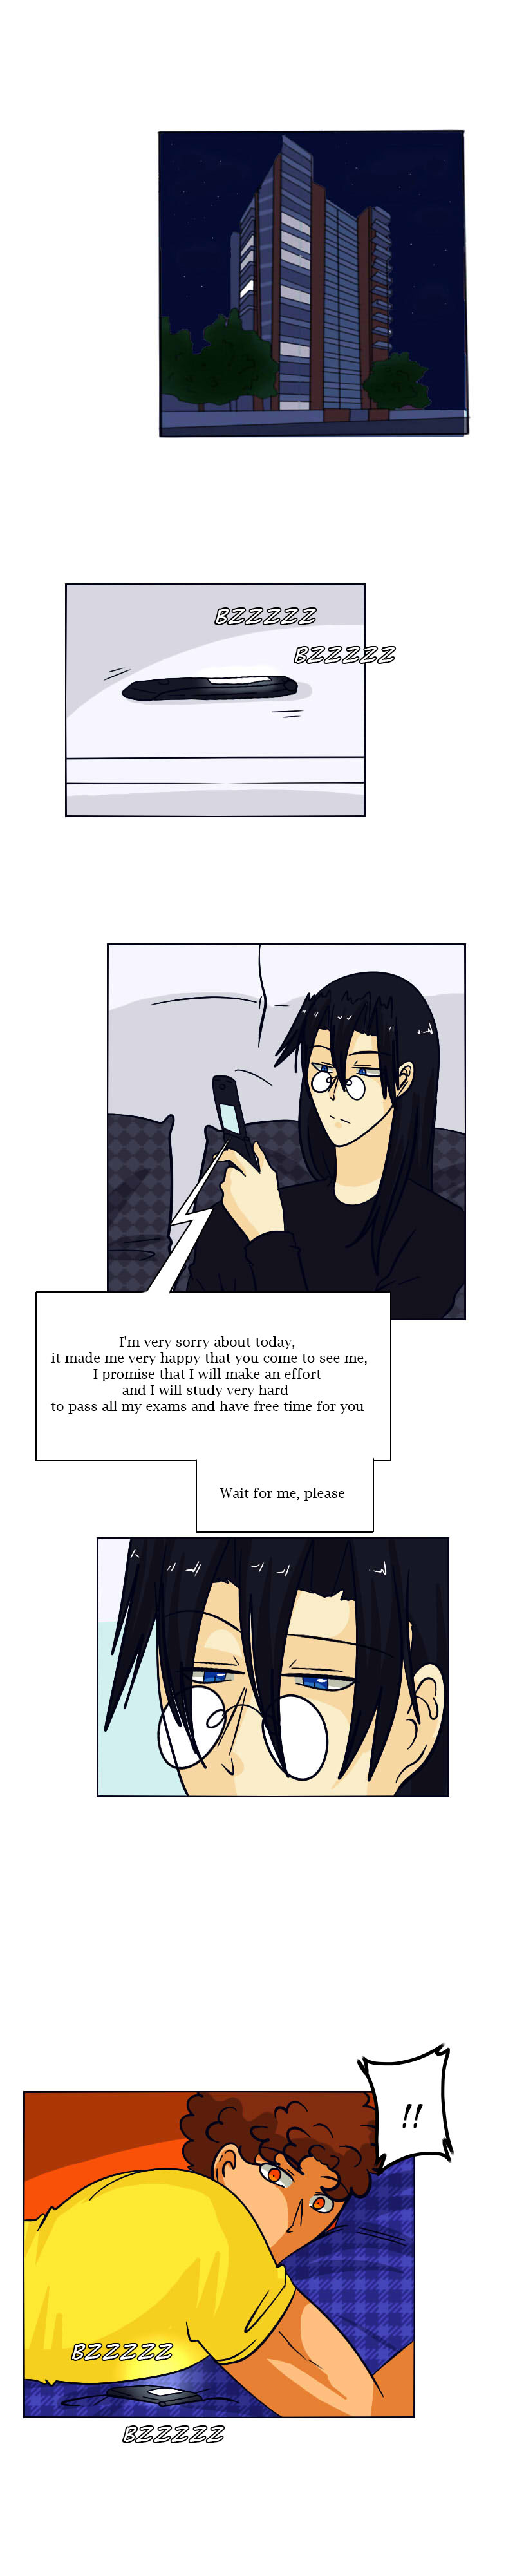 BZZZZZ
BZZZZZ
I'm very sorry about today,
it made me very happy that you come to see me,
I promise that I will make an effort
and I will study very hard
to pass all my exams and have free time for you
Wait for me, please
!!
BZZZZZ
BZZZZZ